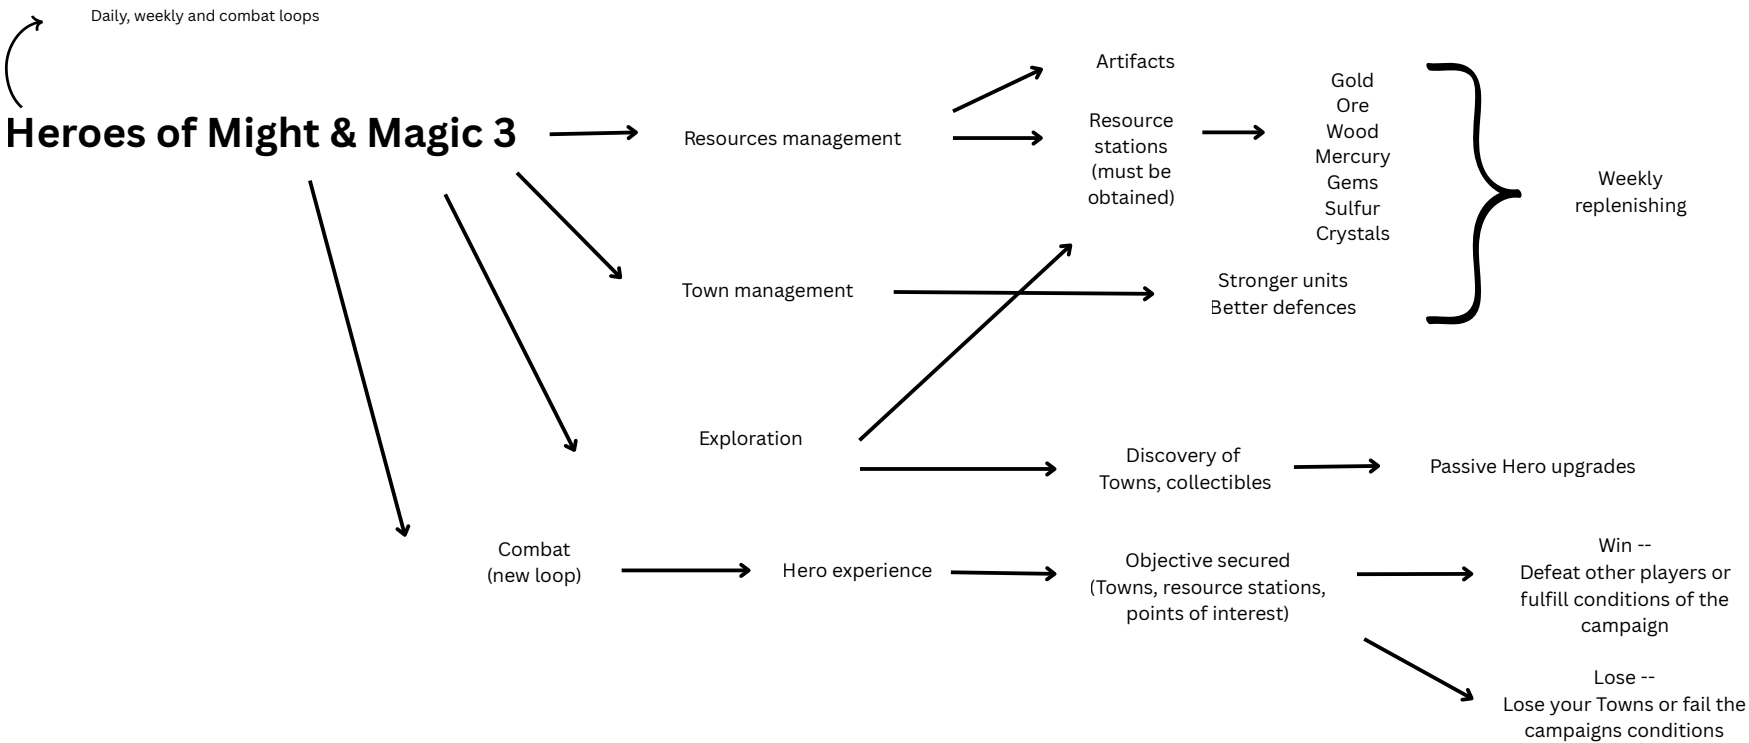 Daily, weekly and combat loops
Heroes of Might & Magic 3
Resources management
Artifacts
Resource
stations
(must be
obtained)
Gold
Ore
Wood
Mercury
Gems
Sulfur
Crystals
Weekly
replenishing
Town management
Stronger units
Better defences
Exploration
Discovery of
Towns, collectibles
Passive Hero upgrades
Combat
(new loop)
Hero experience
Objective secured
(Towns, resource stations,
points of interest)
Win --
Defeat other players or
fulfill conditions of the
campaign
Lose --
Lose your Towns or fail the
campaigns conditions